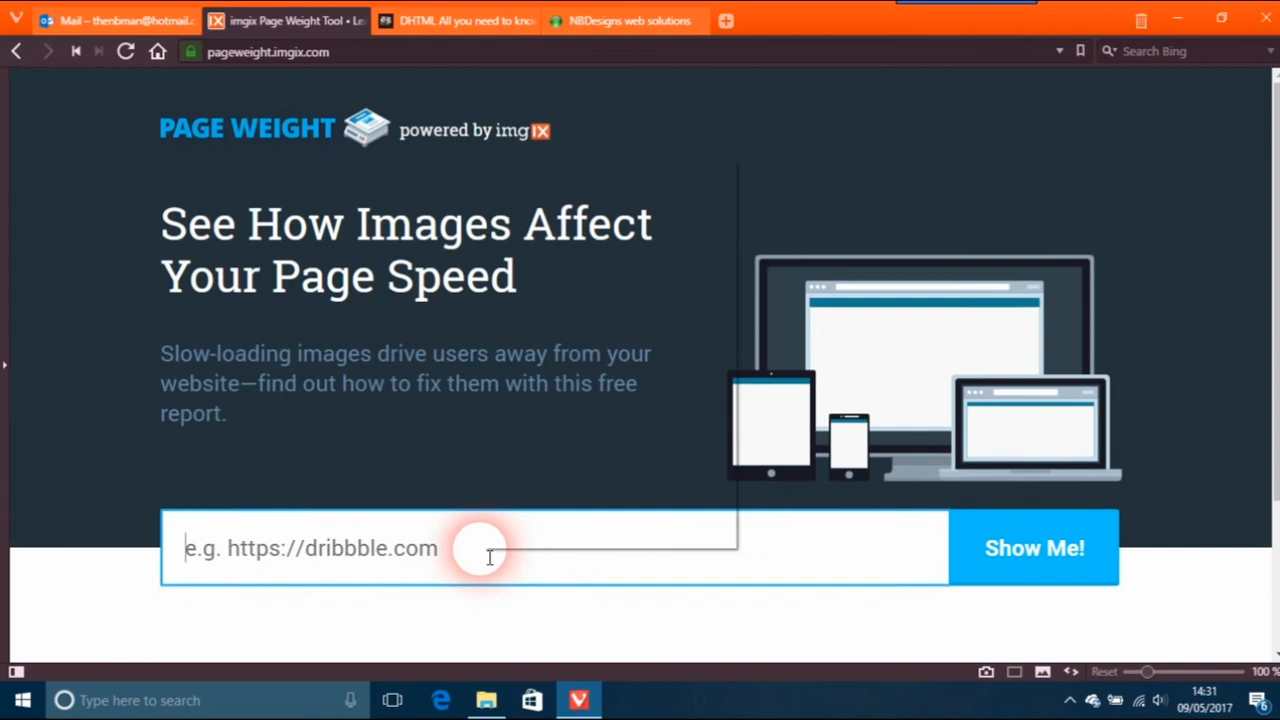 Mail – thenbman@hotmail.c
imgix Page Weight Tool • Le
DHTML All you need to kno
NBDesigns web solutions
pageweight.imgix.com
Search Bing
PAGE WEIGHT powered by imgIX
See How Images Affect
Your Page Speed
Slow-loading images drive users away from your
website—find out how to fix them with this free
report.
e.g. https://dribbble.com
Show Me!
Reset
100 %
Type here to search
14:31
09/05/2017
6